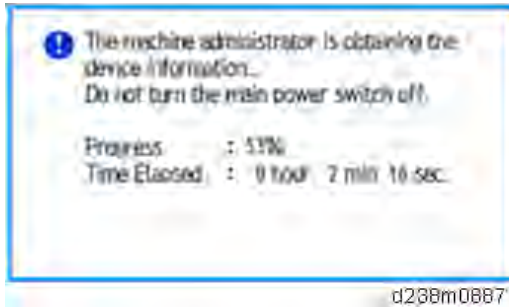 The machine administrator is obtaining the
device information...
Do not turn the main power switch off.
Progress : 53%
Time Elapsed : 0 hour 2 min 16 sec.
d238m0887